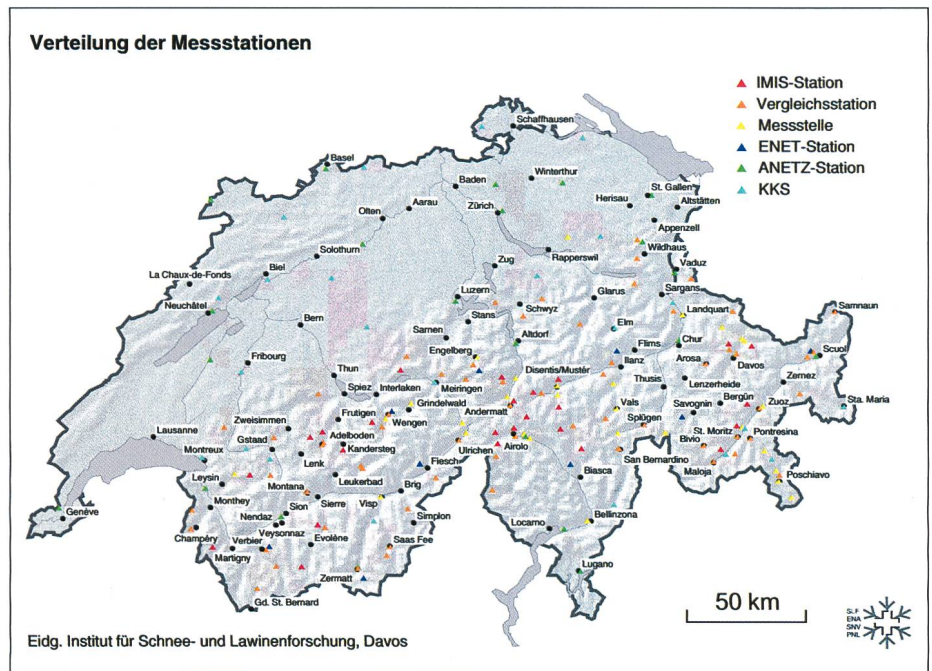 Verteilung der Messstationen
IMIS-Station
Vergleichsstation
Messstelle
ENET-Station
ANETZ-Station
KKS
Schaffhausen
Basel
Baden
Winterthur
Aarau
Olten
Zürich
Herisau
St. Gallen
Altstätten
Appenzell
Solothurn
Wildhaus
Rapperswil
Biel
Zug
Vaduz
La Chaux-de-Fonds
Luzern
Glarus
Sargans
Neuchâtel
Schwyz
Landquart
Samnaun
Bern
Stans
Sarnen
Altdorf
Elm
Engelberg
Flims
Chur
Scuol
Fribourg
Ilanz
Arosa
Davos
Thun
Disentis/Mustér
Spiez
Interlaken
Meiringen
Thusis
Lenzerheide
Zernez
Grindelwald
Savognin
Bergün
Zuoz
Sta. Maria
Zweisimmen
Frutigen
Wengen
Andermatt
Vals
Splügen
Lausanne
Gstaad
Adelboden
Kandersteg
Airolo
St. Moritz
Pontresina
Bivio
Montreux
Lenk
Ulrichen
San Bernardino
Maloja
Leysin
Leukerbad
Fiesch
Biasca
Poschiavo
Montana
Brig
Monthey
Sierre
Visp
Sion
Genève
Nendaz
Simplon
Bellinzona
Champéry
Veysonnaz
Locarno
Verbier
Evolène
Saas Fee
Martigny
Lugano
Zermatt
Gd. St. Bernard
50 km
Eidg. Institut für Schnee- und Lawinenforschung, Davos
SLF
ENA
SNV
PNL